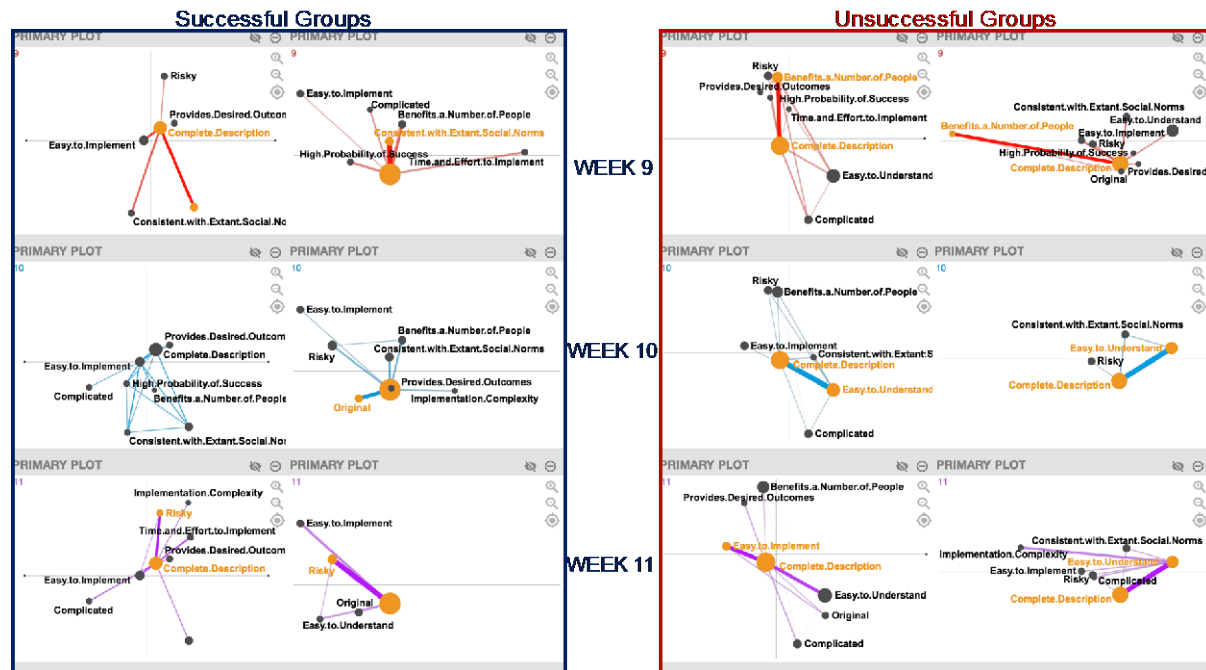 Successful Groups
Unsuccessful Groups
PRIMARY PLOT
PRIMARY PLOT
PRIMARY PLOT
PRIMARY PLOT
9
Risky
Provides.Desired.Outcon
Complete.Description
Easy.to.Implement
Consistent.with.Extant.Social.No
9
Easy.to.Implement
Complicated
Benefits.a.Number.of.People
Consistent.with.Extant.Social.Norms
High.Probability.of.Success
Time.and.Effort.to.Implement
WEEK 9
9
Risky
Benefits.a.Number.of.People
Provides.Desired.Outcomes
High.Probability.of.Success
Time.and.Effort.to.Implement
Complete.Description
Easy.to.Understand
Complicated
9
Consistent.with.Extant.Social.Norms
Easy.to.Understand
Benefits.a.Number.of.People
Easy.to.Implement
Risky
High.Probability.of.Success
Complete.Description
Provides.Desired
Original
PRIMARY PLOT
PRIMARY PLOT
PRIMARY PLOT
PRIMARY PLOT
10
Provides.Desired.Outcon
Complete.Description
Easy.to.Implement
High.Probability.of.Success
Complicated
Benefits.a.Number.of.People
Consistent.with.Extant.Social.Nor
10
Easy.to.Implement
Benefits.a.Number.of.People
Risky
Consistent.with.Extant.Social.Norms
Provides.Desired.Outcomes
Implementation.Complexity
Original
WEEK 10
10
Risky
Benefits.a.Number.of.People
Easy.to.Implement
Consistent.with.Extant.S
Complete.Description
Easy.to.Understand
Complicated
10
Consistent.with.Extant.Social.Norms
Easy.to.Understand
Risky
Complete.Description
PRIMARY PLOT
PRIMARY PLOT
PRIMARY PLOT
PRIMARY PLOT
11
Implementation.Complexity
Risky
Time.and.Effort.to.Implement
Provides.Desired.Outcon
Complete.Description
Easy.to.Implement
Complicated
11
Easy.to.Implement
Risky
Original
Easy.to.Understand
WEEK 11
11
Benefits.a.Number.of.People
Provides.Desired.Outcomes
Easy.to.Implement
Complete.Description
Easy.to.Understand
Original
Complicated
11
Consistent.with.Extant.Social.Norms
Implementation.Complexity
Easy.to.Understand
Easy.to.Implement
Complicated
Risky
Complete.Description